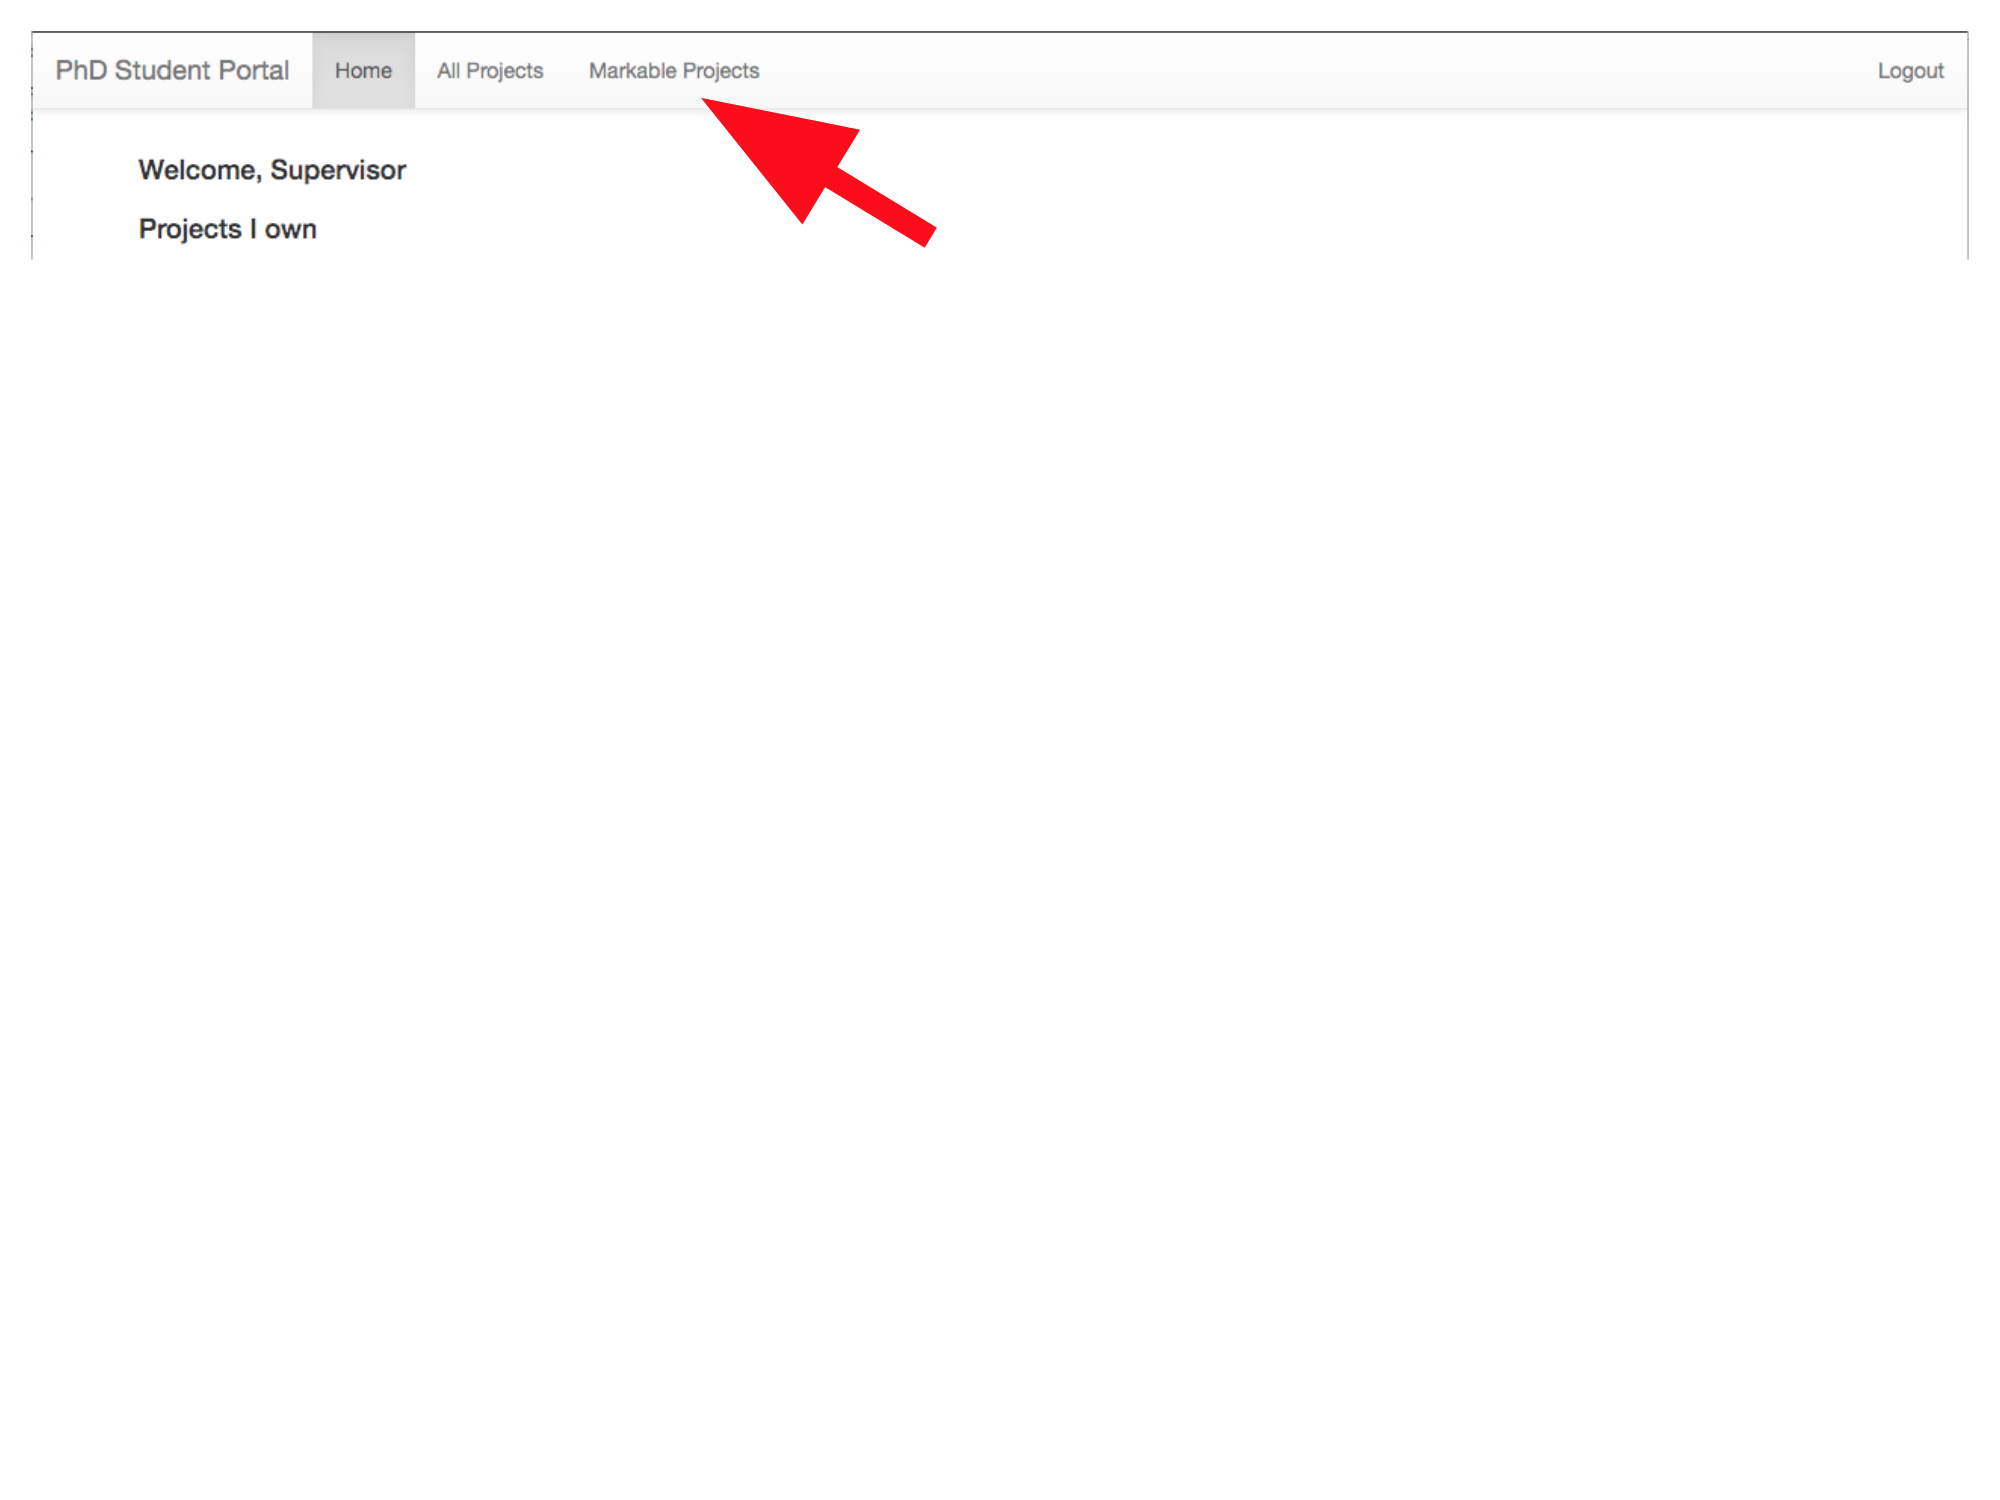 PhD Student Portal Home All Projects Markable Projects Logout
Welcome, Supervisor
Projects I own